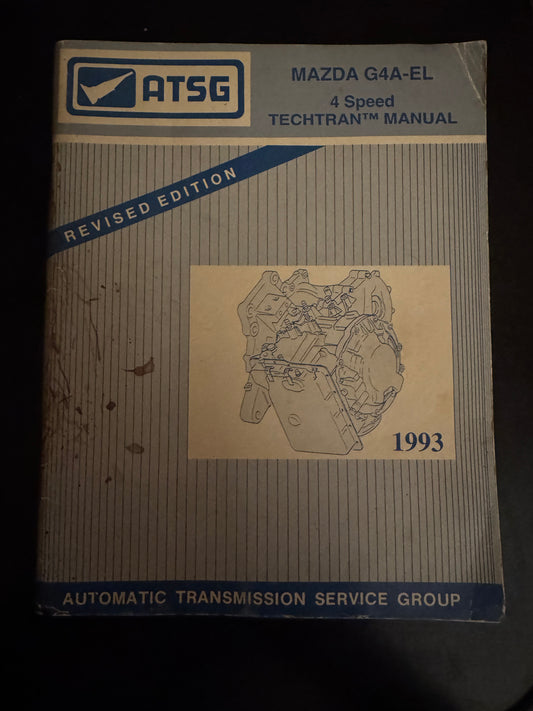 ATSG
MAZDA G4A-EL
4 Speed
TECHTRAN™ MANUAL
REVISED EDITION
1993
AUTOMATIC TRANSMISSION SERVICE GROUP